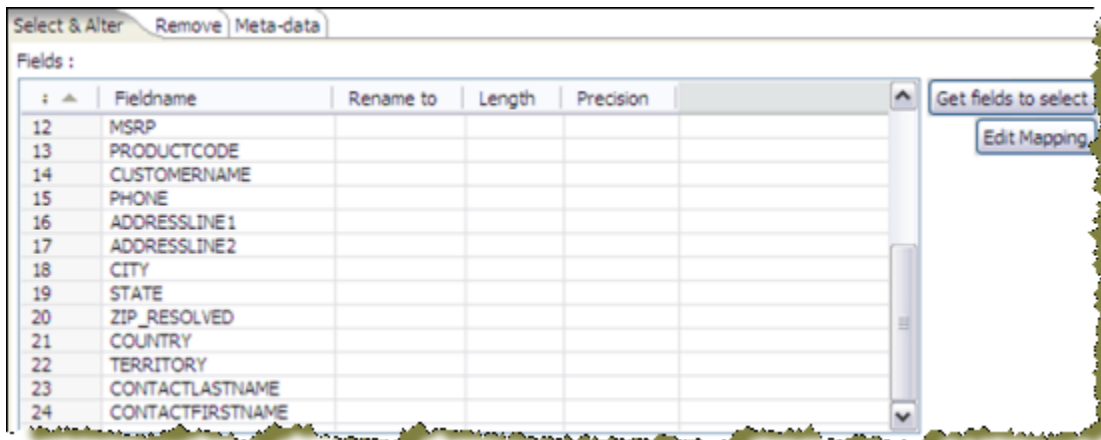 Select & Alter Remove Meta-data
Fields :
: Fieldname Rename to Length Precision
Get fields to select
Edit Mapping
12 MSRP
13 PRODUCTCODE
14 CUSTOMERNAME
15 PHONE
16 ADDRESSLINE1
17 ADDRESSLINE2
18 CITY
19 STATE
20 ZIP_RESOLVED
21 COUNTRY
22 TERRITORY
23 CONTACTLASTNAME
24 CONTACTFIRSTNAME